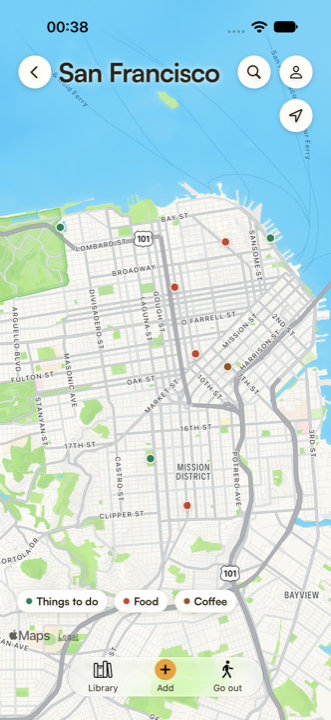 00:38
San Francisco
BAY ST
101
LOMBARD ST
SANSOME ST
BROADWAY
GOUGH ST
LAGUNA ST
DIVISADERO ST
ARGUELLO BLVD
O'FARRELL ST
2ND ST
MISSION ST
HARRISON ST
MASONIC AVE
FULTON ST
OAK ST
10TH ST
MARKET ST
STANYAN ST
16TH ST
3RD ST
17TH ST
CASTRO ST
MISSION
DISTRICT
POTRERO AVE
CLIPPER ST
101
BAYVIEW
Things to do
Food
Coffee
Maps
Legal
Library
Add
Go out